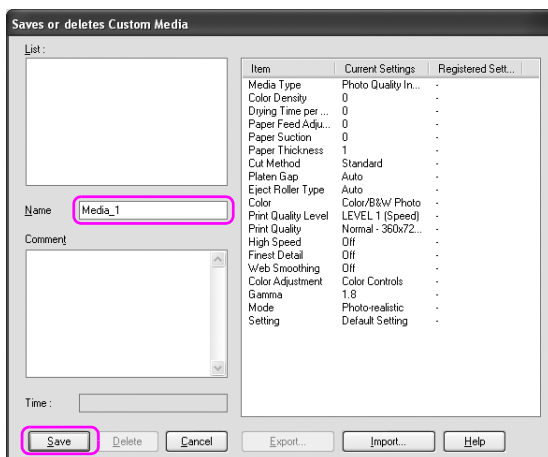 Saves or deletes Custom Media
List :
Name Media_1
Comment
Time :
Item Current Settings Registered Sett...
Media Type Photo Quality In... -
Color Density 0 -
Drying Time per ... 0 -
Paper Feed Adju... 0 -
Paper Suction 0 -
Paper Thickness 1 -
Cut Method Standard -
Platen Gap Auto -
Eject Roller Type Auto -
Color Color/B&W Photo -
Print Quality Level LEVEL 1 (Speed) -
Print Quality Normal - 360x72... -
High Speed Off -
Finest Detail Off -
Web Smoothing Off -
Color Adjustment Color Controls -
Gamma 1.8 -
Mode Photo-realistic -
Setting Default Setting -
Save Delete Cancel Export... Import... Help